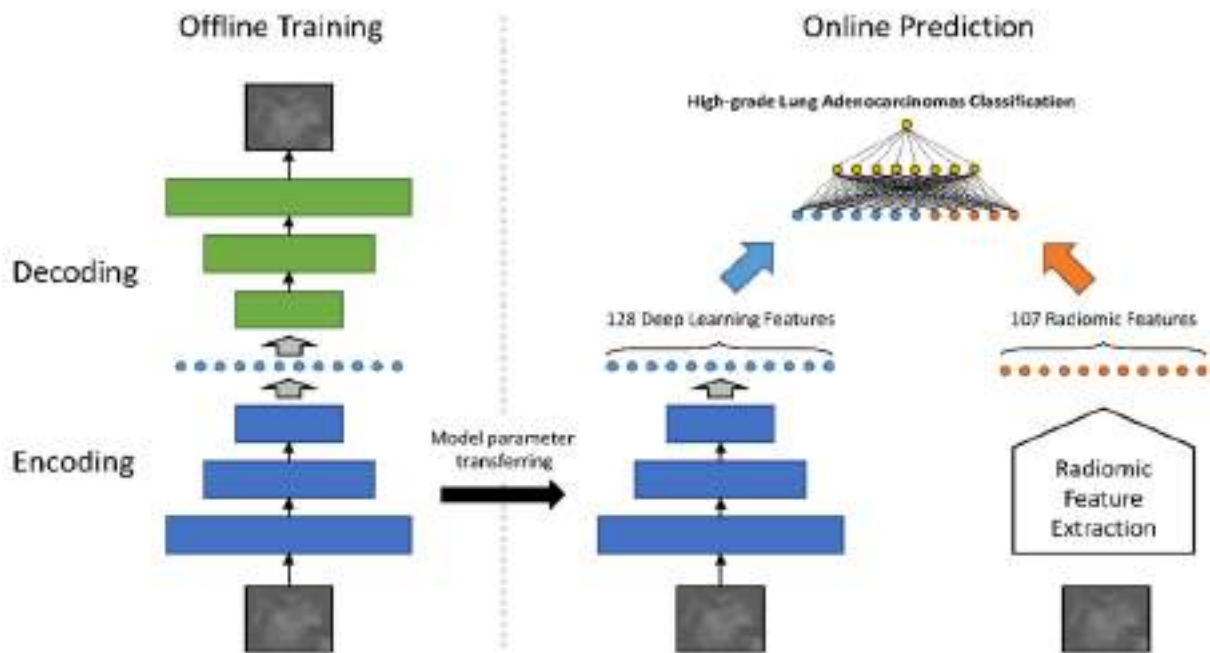 Offline Training
Online Prediction
High-grade Lung Adenocarcinomas Classification
Decoding
128 Deep Learning Features
107 Radiomic Features
Encoding
Model parameter
transferring
Radiomic
Feature
Extraction